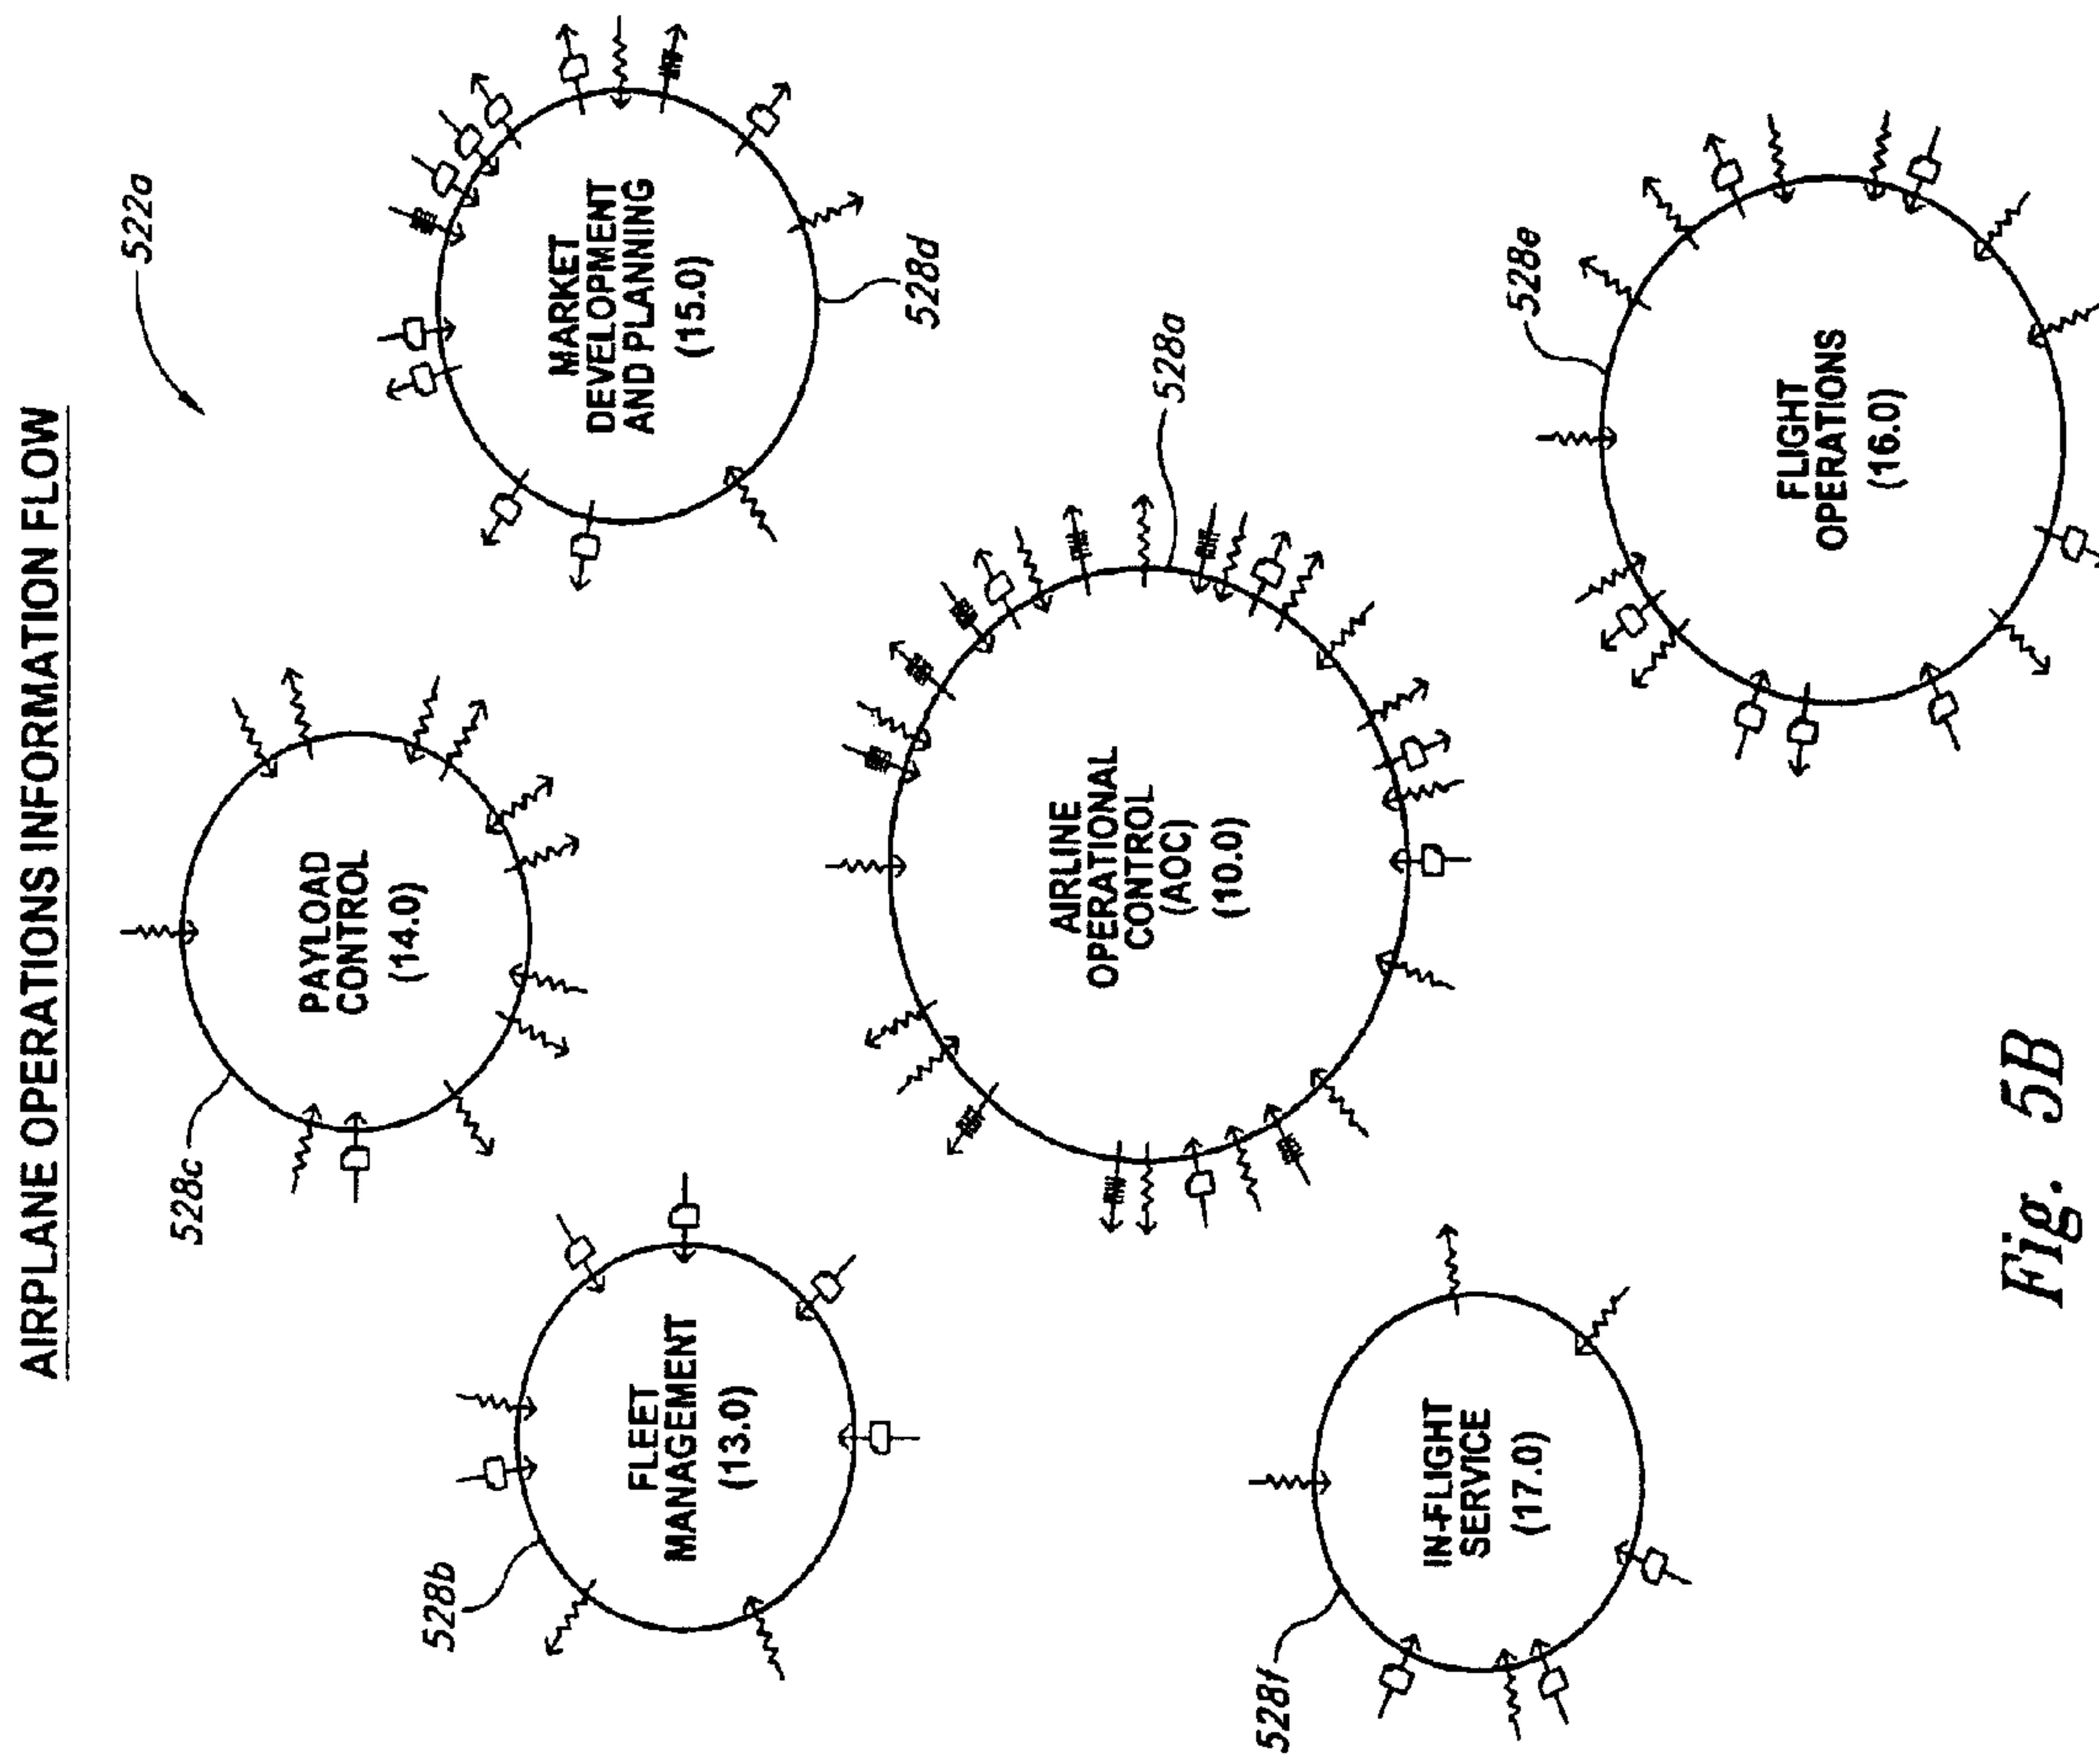 AIRPLANE OPERATIONS INFORMATION FLOW
522a
528c
PAYLOAD
CONTROL
(14.0)
528b
FLEET
MANAGEMENT
(13.0)
MARKET
DEVELOPMENT
AND PLANNING
(15.0)
528d
528a
AIRLINE
OPERATIONAL
CONTROL
(AOC)
(10.0)
528f
IN-FLIGHT
SERVICE
(17.0)
528e
FLIGHT
OPERATIONS
(16.0)
Fig. 5B